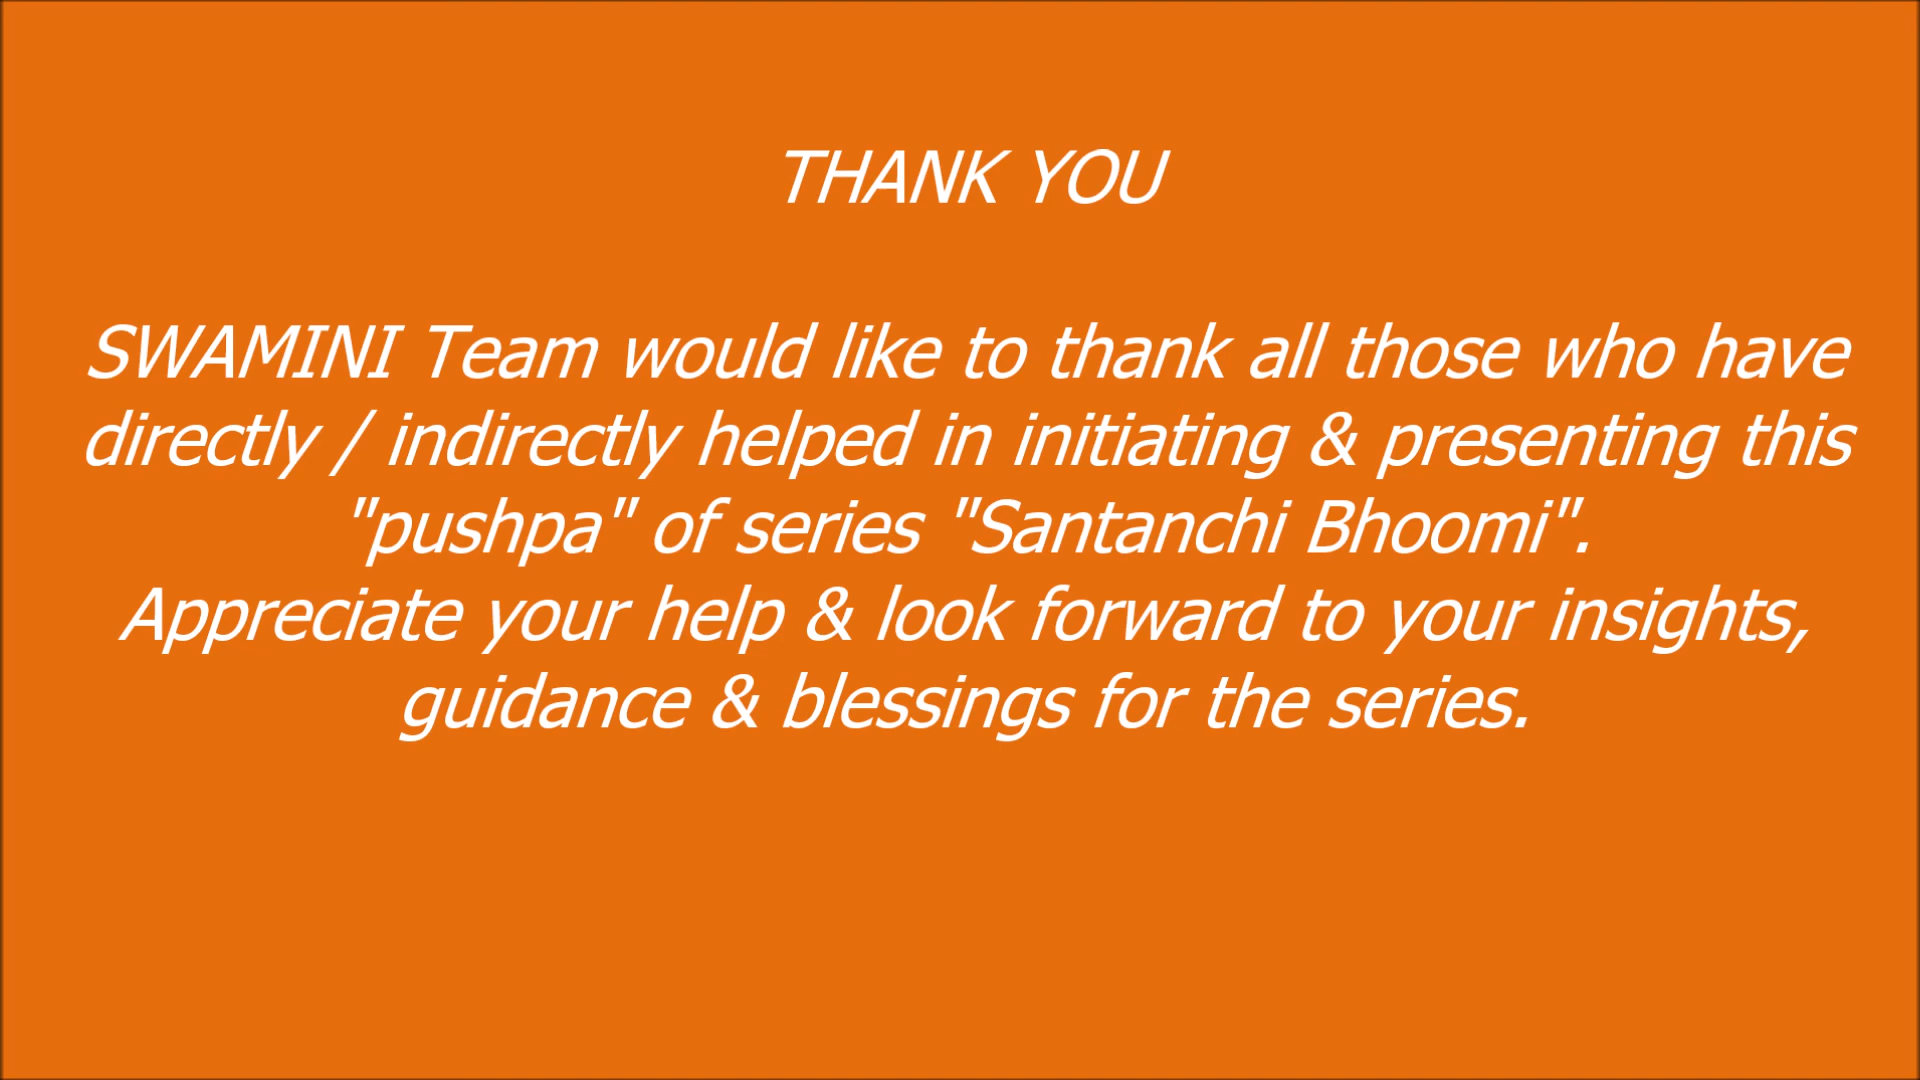 THANK YOU
SWAMINI Team would like to thank all those who have
directly / indirectly helped in initiating & presenting this
"pushpa" of series "Santanchi Bhoomi".
Appreciate your help & look forward to your insights,
guidance & blessings for the series.